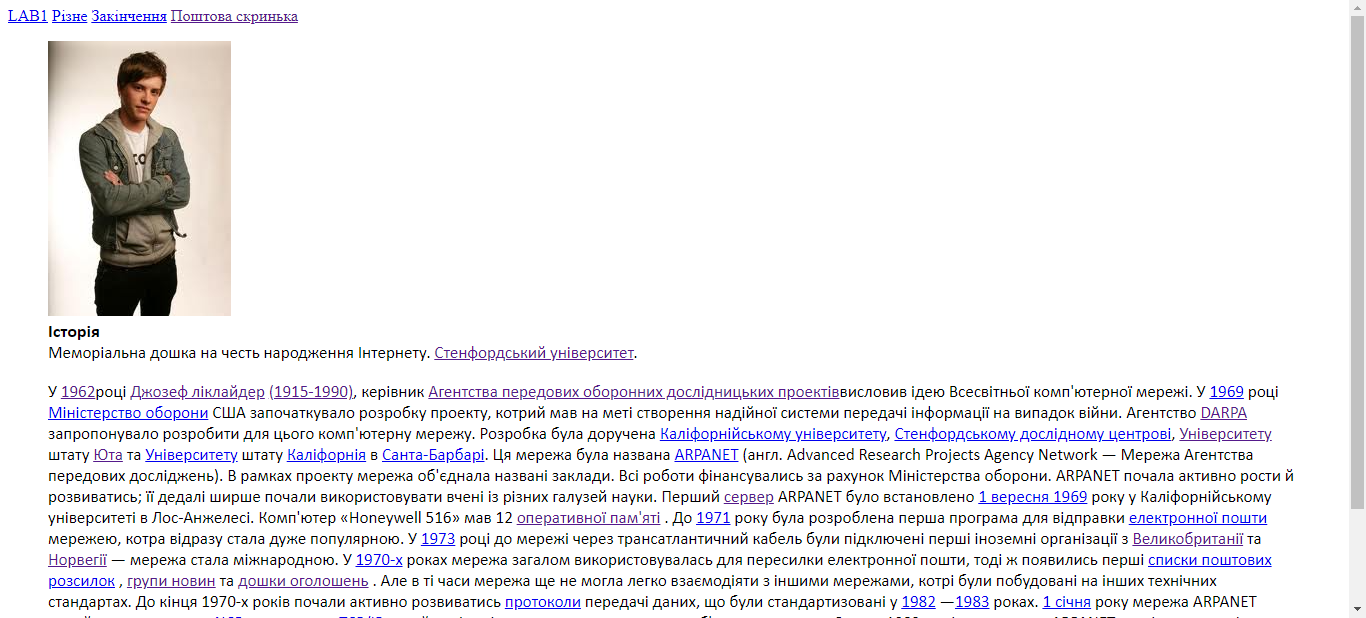 LAB1 Різне Закінчення Поштова скринька
Історія
Меморіальна дошка на честь народження Інтернету. Стенфордський університет.
У 1962році Джозеф ліклайдер (1915-1990), керівник Агентства передових оборонних дослідницьких проектіввисловив ідею Всесвітньої комп'ютерної мережі. У 1969 році
Міністерство оборони США започаткувало розробку проекту, котрий мав на меті створення надійної системи передачі інформації на випадок війни. Агентство DARPA
запропонувало розробити для цього комп'ютерну мережу. Розробка була доручена Каліфорнійському університету, Стенфордському дослідному центрові, Університету
штату Юта та Університету штату Каліфорнія в Санта-Барбарі. Ця мережа була названа ARPANET (англ. Advanced Research Projects Agency Network — Мережа Агентства
передових досліджень). В рамках проекту мережа об'єднала названі заклади. Всі роботи фінансувались за рахунок Міністерства оборони. ARPANET почала активно рости й
розвиватись; її дедалі ширше почали використовувати вчені із різних галузей науки. Перший сервер ARPANET було встановлено 1 вересня 1969 року у Каліфорнійському
університеті в Лос-Анжелесі. Комп'ютер «Honeywell 516» мав 12 оперативної пам'яті . До 1971 року була розроблена перша програма для відправки електронної пошти
мережею, котра відразу стала дуже популярною. У 1973 році до мережі через трансатлантичний кабель були підключені перші іноземні організації з Великобританії та
Норвегії — мережа стала міжнародною. У 1970-х роках мережа загалом використовувалась для пересилки електронної пошти, тоді ж появились перші списки поштових
розсилок , групи новин та дошки оголошень . Але в ті часи мережа ще не могла легко взаємодіяти з іншими мережами, котрі були побудовані на інших технічних
стандартах. До кінця 1970-х років почали активно розвиватись протоколи передачі даних, що були стандартизовані у 1982 —1983 роках. 1 січня року мережа ARPANET